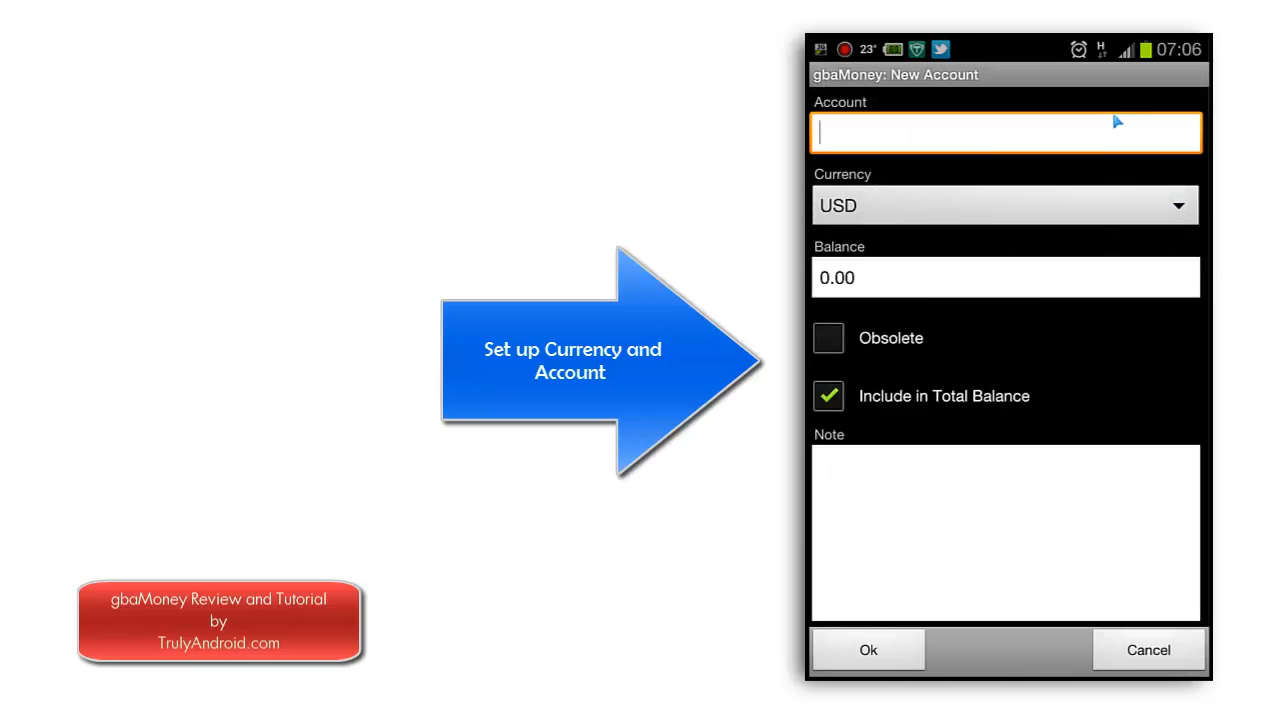 23°
H
07:06
gbaMoney: New Account
Account
Currency
USD
Balance
0.00
Obsolete
Include in Total Balance
Note
Ok
Cancel
Set up Currency and
Account
gbaMoney Review and Tutorial
by
TrulyAndroid.com